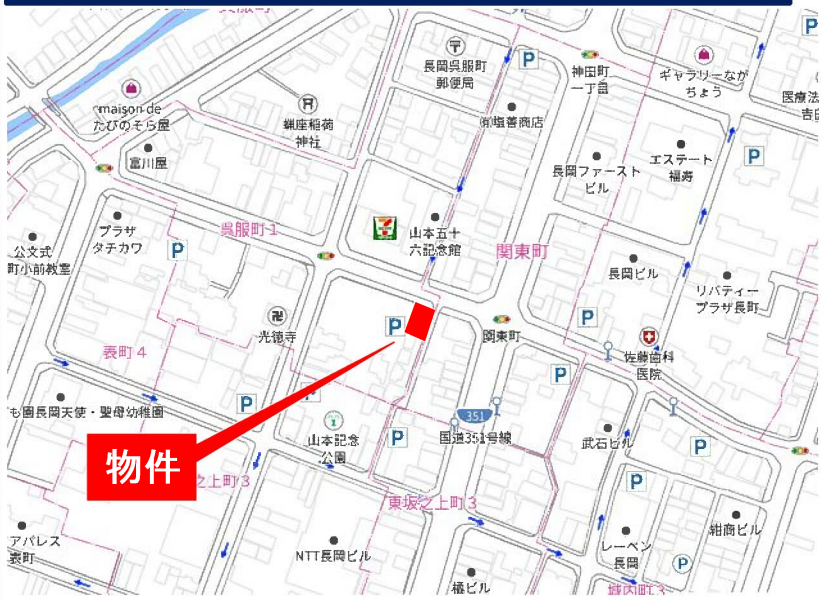 長岡呉服町
郵便局
神田町
一丁目
ギャラリーなが
ちょう
医療法
maison de
たびのそら屋
蝋座稲荷
神社
㈲塩善商店
富川屋
長岡ファースト
ビル
エステート
福寿
プラザ
タチカワ
呉服町1
山本五十
六記念館
関東町
公文式
町小前教室
長岡ビル
リバティー
プラザ長町
光徳寺
関東町
表町4
佐藤歯科
医院
も園長岡天使・聖母幼稚園
351
国道351号線
山本記念
公園
武石ビル
物件
之上町3
東坂之上町3
紺商ビル
アパレス
表町
NTT長岡ビル
レーベン
長岡
橘ビル
城内町3
P
P
P
P
P
P
P
P
P
P
P
P